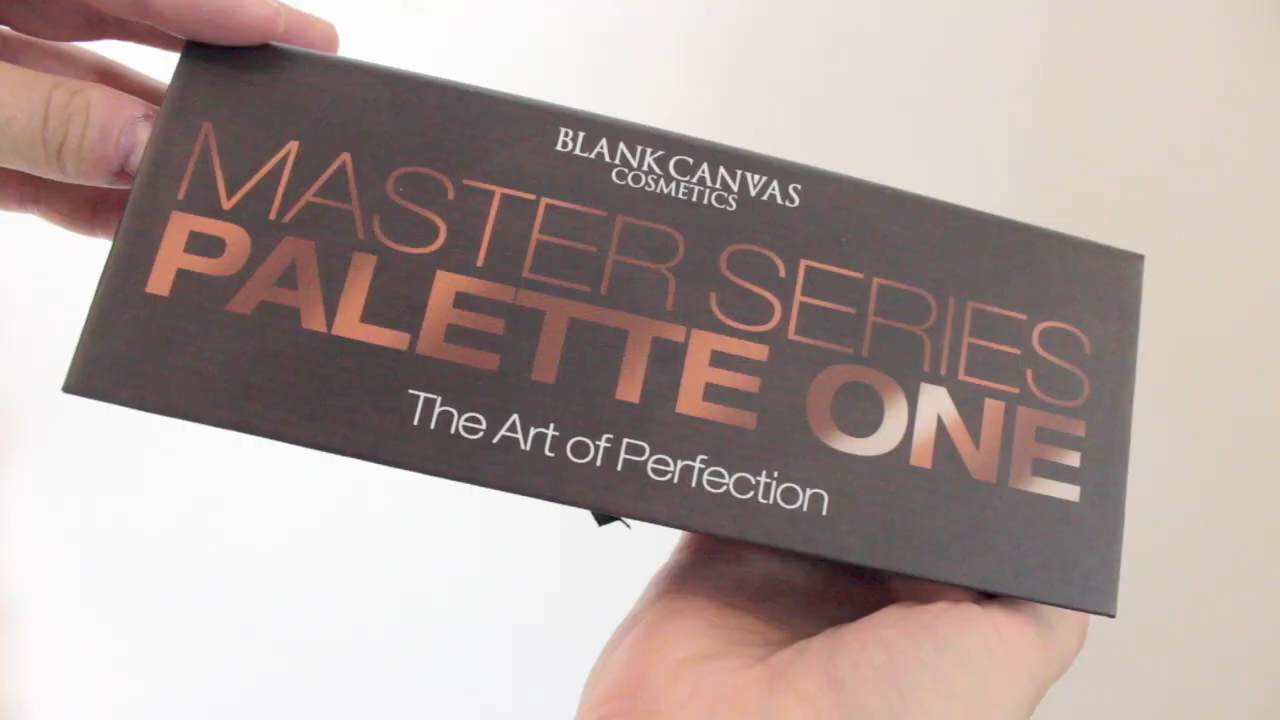 BLANK CANVAS
COSMETICS
MASTER SERIES
PALETTE ONE
The Art of Perfection